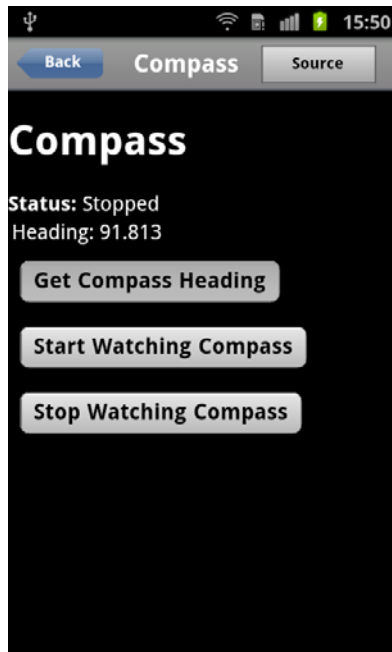 15:50
Back Compass Source
Compass
Status: Stopped
Heading: 91.813
Get Compass Heading
Start Watching Compass
Stop Watching Compass